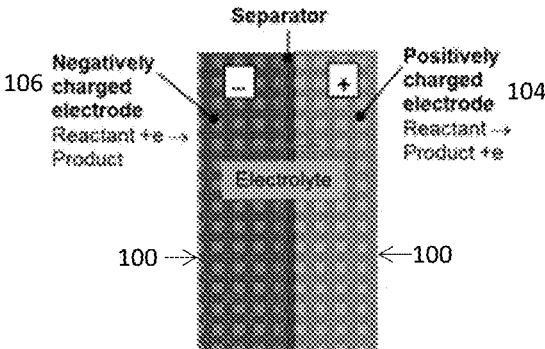 Separator
106 Negatively
charged
electrode
Reactant +e →
Product
−
+
Positively
charged
electrode 104
Reactant →
Product +e
Electrolyte
100
100